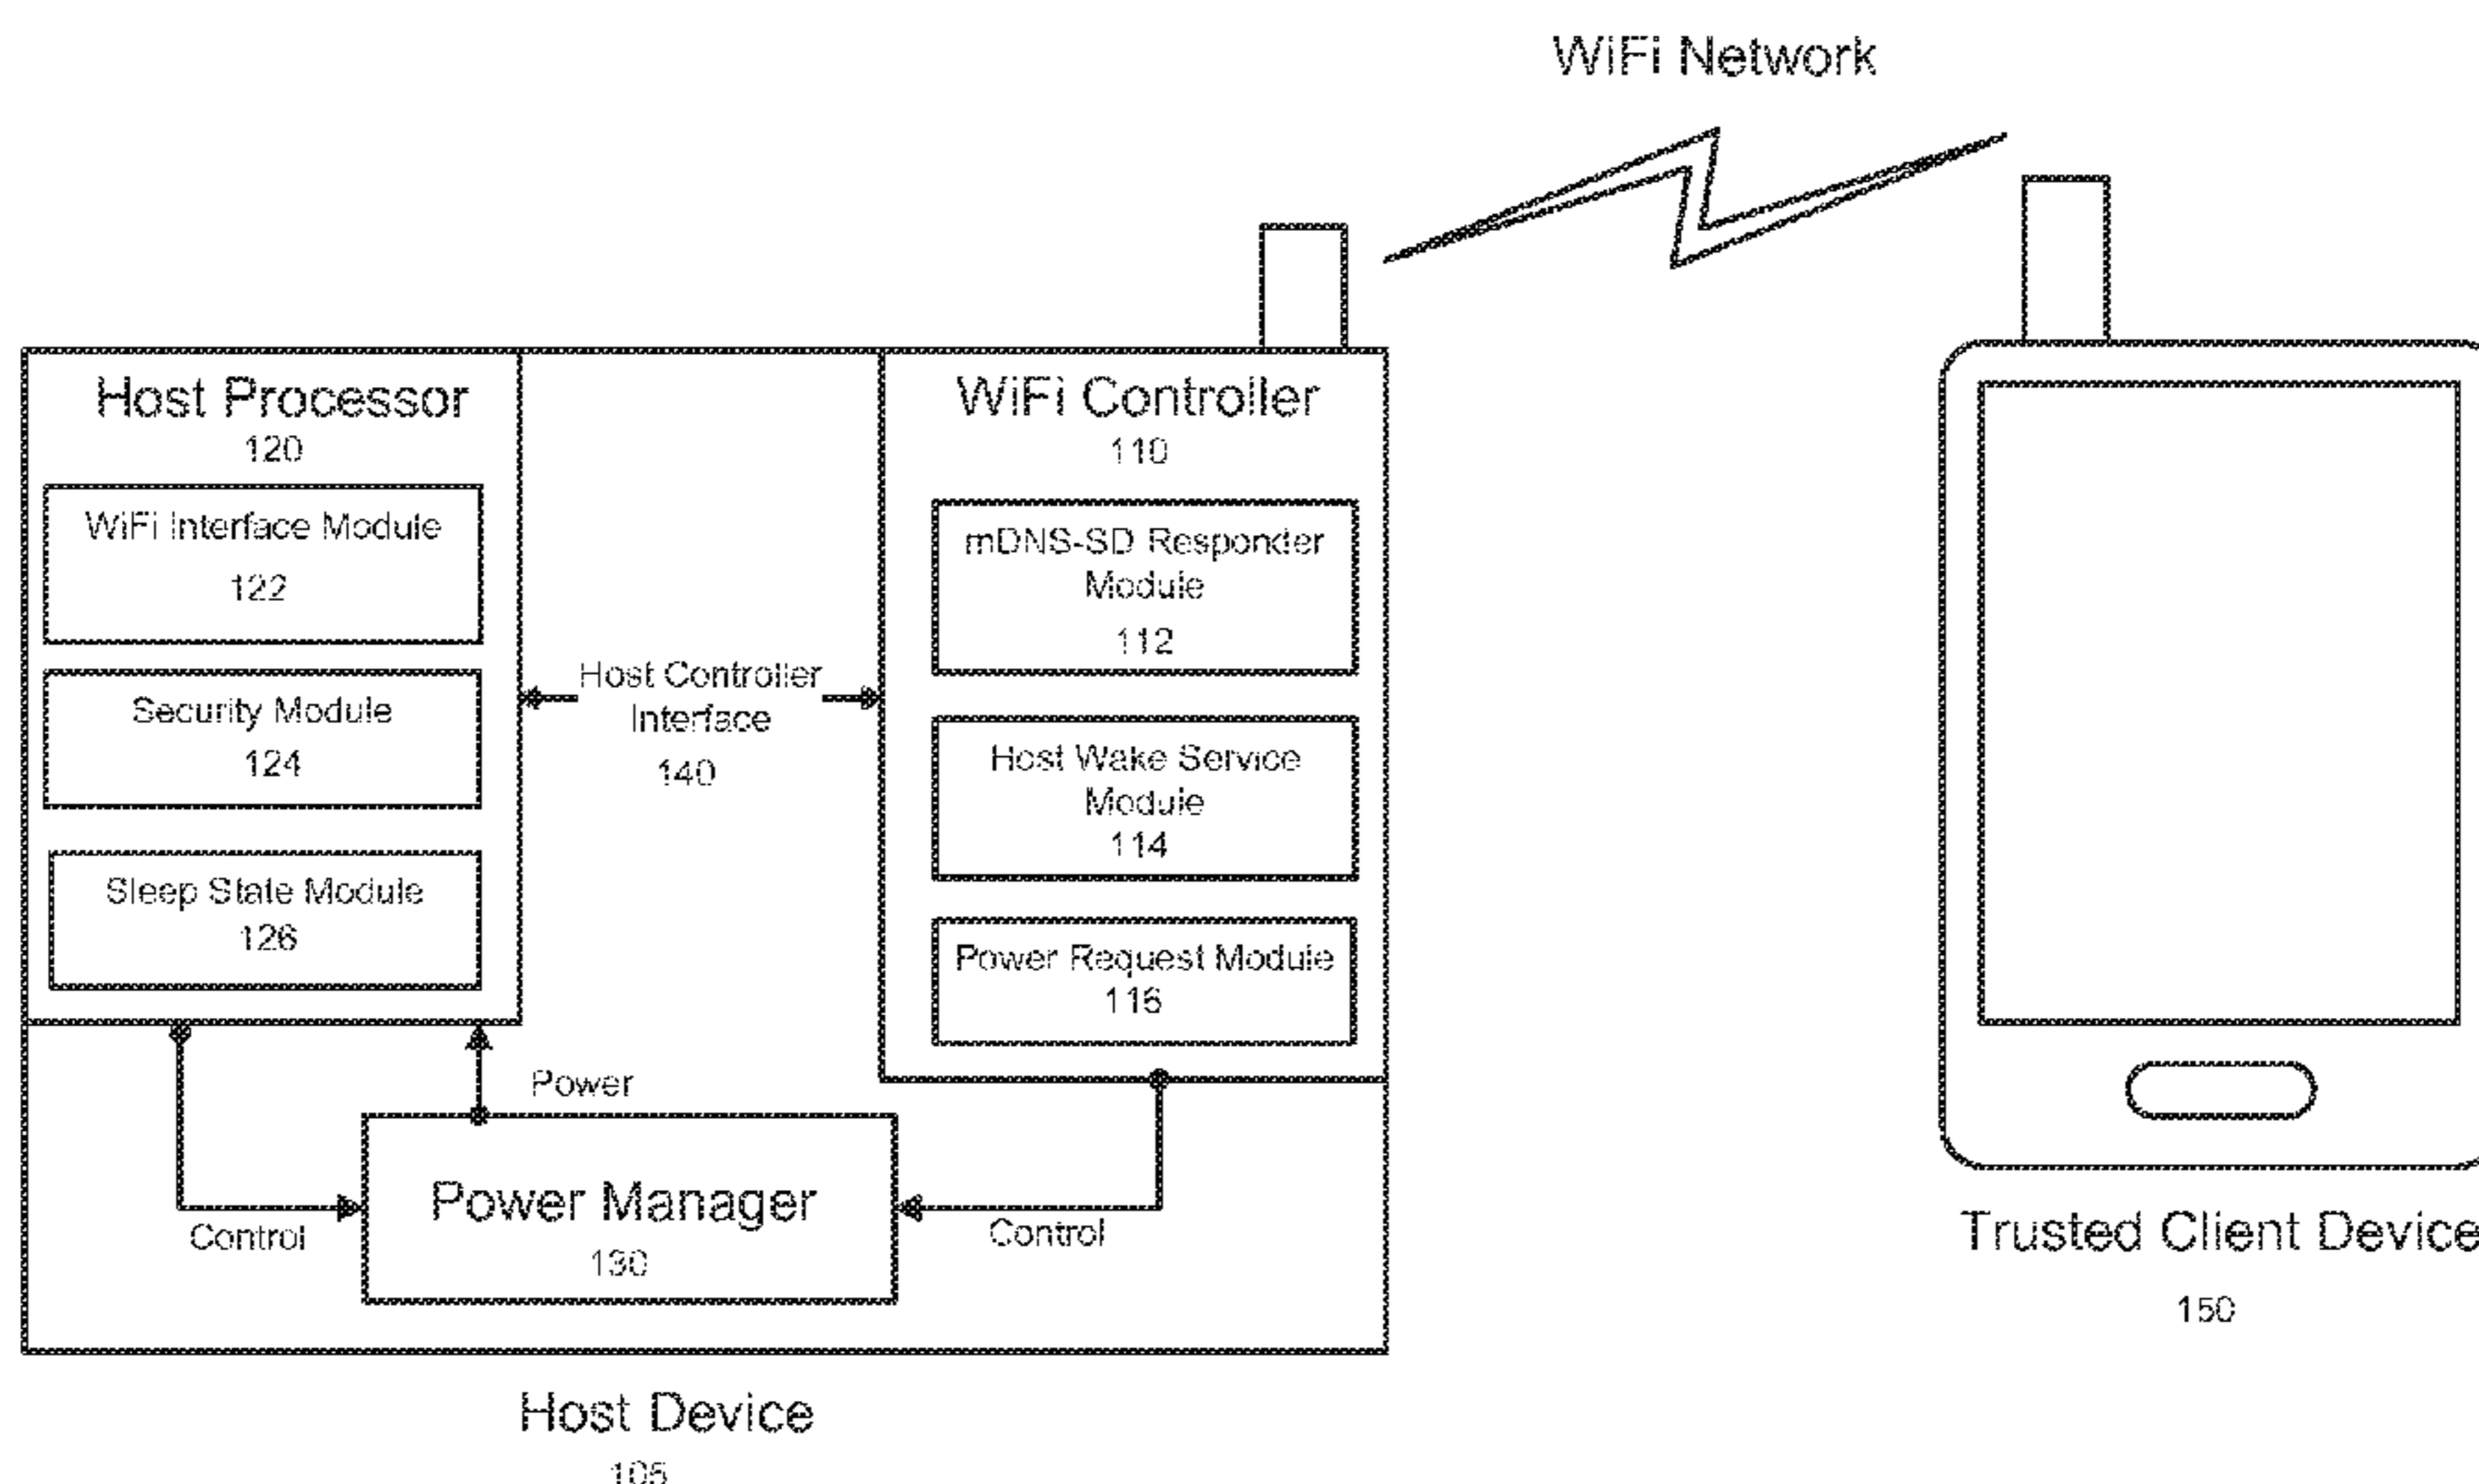 WiFi Network
Host Processor
120
WiFi Interface Module
122
Security Module
124
Sleep State Module
126
Host Controller
Interface
140
WiFi Controller
110
mDNS-SD Responder
Module
112
Host Wake Service
Module
114
Power Request Module
116
Power
Control
Power Manager
130
Control
Host Device
105
Trusted Client Device
150